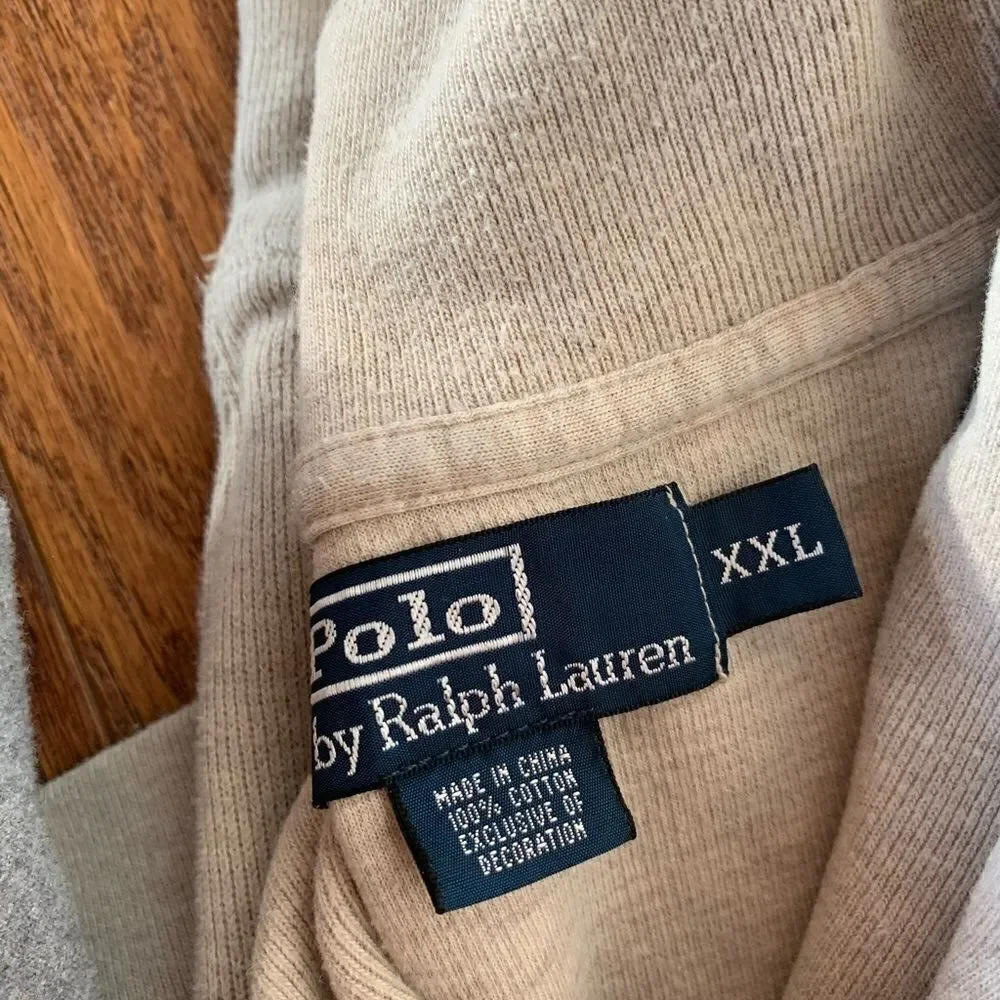 Polo
by Ralph Lauren
XXL
MADE IN CHINA
100% COTTON
EXCLUSIVE OF
DECORATION